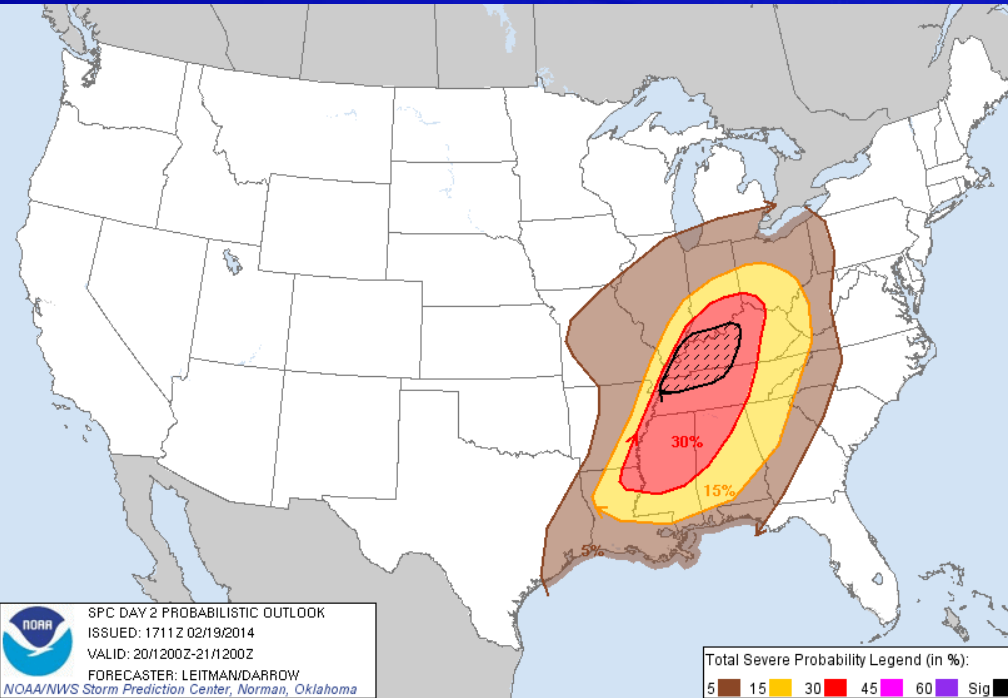 30%
15%
5%
NOAA
SPC DAY 2 PROBABILISTIC OUTLOOK
ISSUED: 1711Z 02/19/2014
VALID: 20/1200Z-21/1200Z
FORECASTER: LEITMAN/DARROW
NOAA/NWS Storm Prediction Center, Norman, Oklahoma
Total Severe Probability Legend (in %):
5 15 30 45 60 Sig